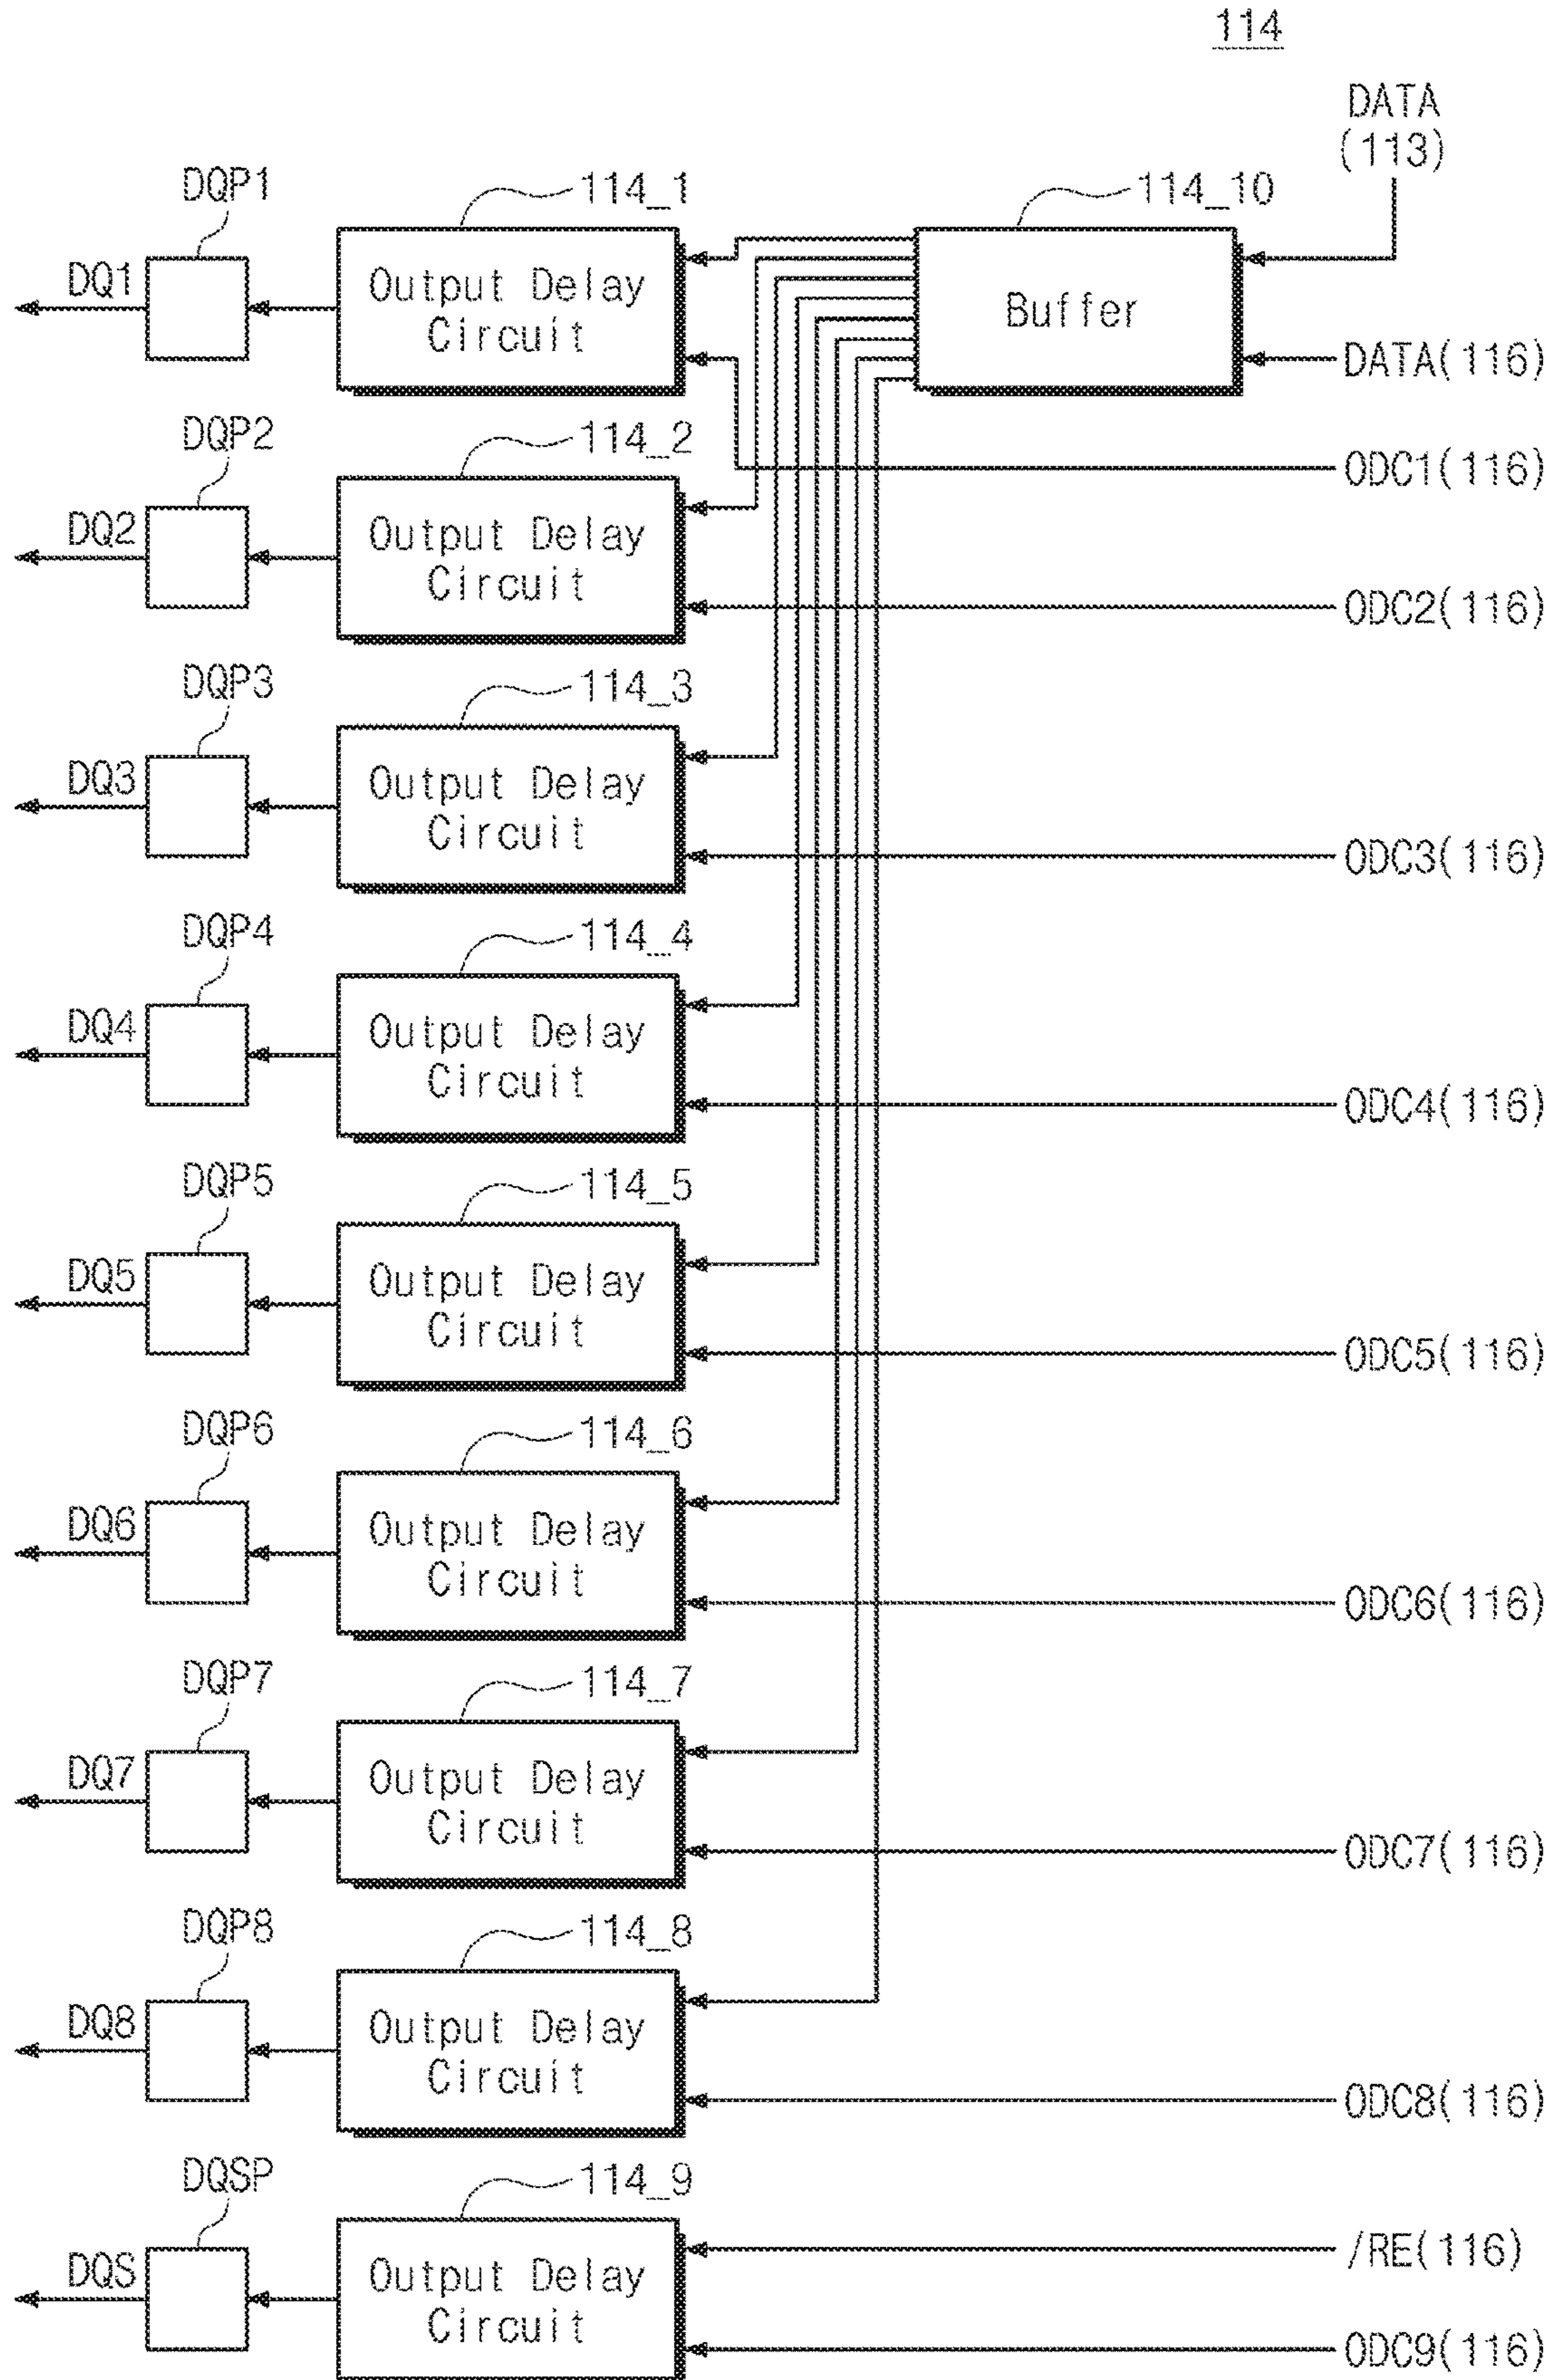 114
DATA
(113)
DQP1
114_1
114_10
DQ1
Output Delay
Circuit
Buffer
DATA(116)
ODC1(116)
DQP2
114_2
DQ2
Output Delay
Circuit
ODC2(116)
DQP3
114_3
DQ3
Output Delay
Circuit
ODC3(116)
DQP4
114_4
DQ4
Output Delay
Circuit
ODC4(116)
DQP5
114_5
DQ5
Output Delay
Circuit
ODC5(116)
DQP6
114_6
DQ6
Output Delay
Circuit
ODC6(116)
DQP7
114_7
DQ7
Output Delay
Circuit
ODC7(116)
DQP8
114_8
DQ8
Output Delay
Circuit
ODC8(116)
DQSP
114_9
DQS
Output Delay
Circuit
/RE(116)
ODC9(116)